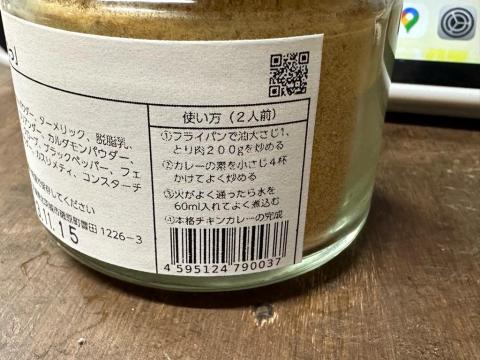 ウダー、ターメリック、脱脂乳、
ウダー、カルダモンパウダー、
ーブ、ブラックペッパー、フェ
ーカスリメティ、コンスターチ
保存してください
磯原町豊田 1226-3
11.15
使い方（２人前）
①フライパンで油大さじ1、
とり肉２００gを炒める
②カレーの素を小さじ４杯
かけてよく炒める
③火がよく通ったら水を
60ml入れてよく煮込む
④本格チキンカレーの完成
4 595124 790037